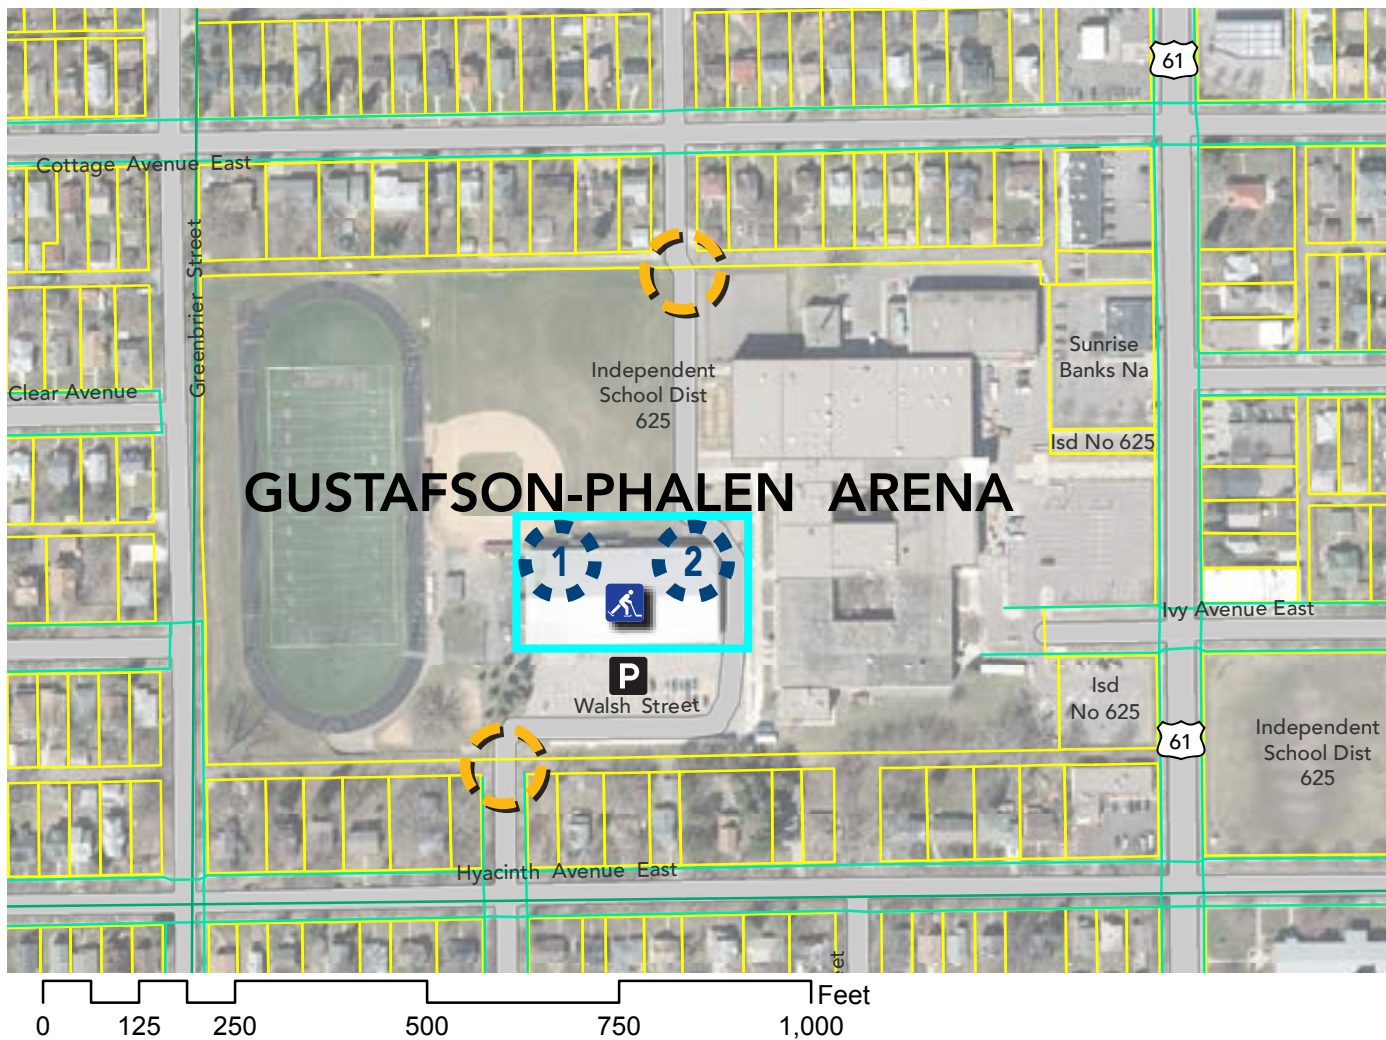 61
Cottage Avenue East
Greenbrier Street
Sunrise
Banks Na
Independent
School Dist
625
Clear Avenue
Isd No 625
GUSTAFSON-PHALEN ARENA
1
2
Ivy Avenue East
P
Walsh Street
Isd
No 625
61
Independent
School Dist
625
Hyacinth Avenue East
eet
Feet
0 125 250 500 750 1,000